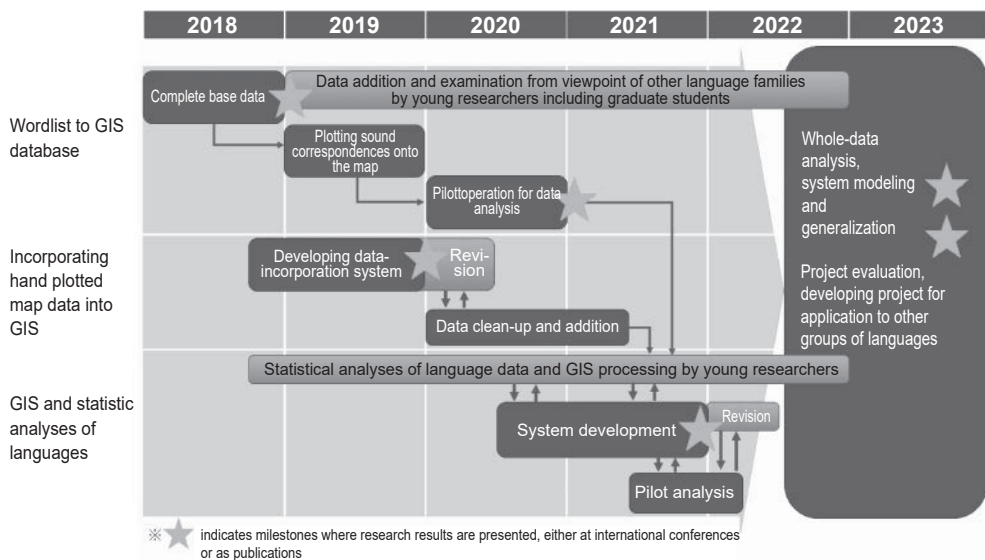 2018 2019 2020 2021 2022 2023
Wordlist to GIS
database
Complete base data
Data addition and examination from viewpoint of other language families
by young researchers including graduate students
Plotting sound
correspondences onto
the map
Pilottoperation for data
analysis
Incorporating
hand plotted
map data into
GIS
Developing data-
incorporation system
Revi-
sion
Data clean-up and addition
GIS and statistic
analyses of
languages
Statistical analyses of language data and GIS processing by young researchers
System development
Revision
Pilot analysis
Whole-data
analysis,
system modeling
and
generalization
Project evaluation,
developing project for
application to other
groups of languages
※ indicates milestones where research results are presented, either at international conferences
or as publications